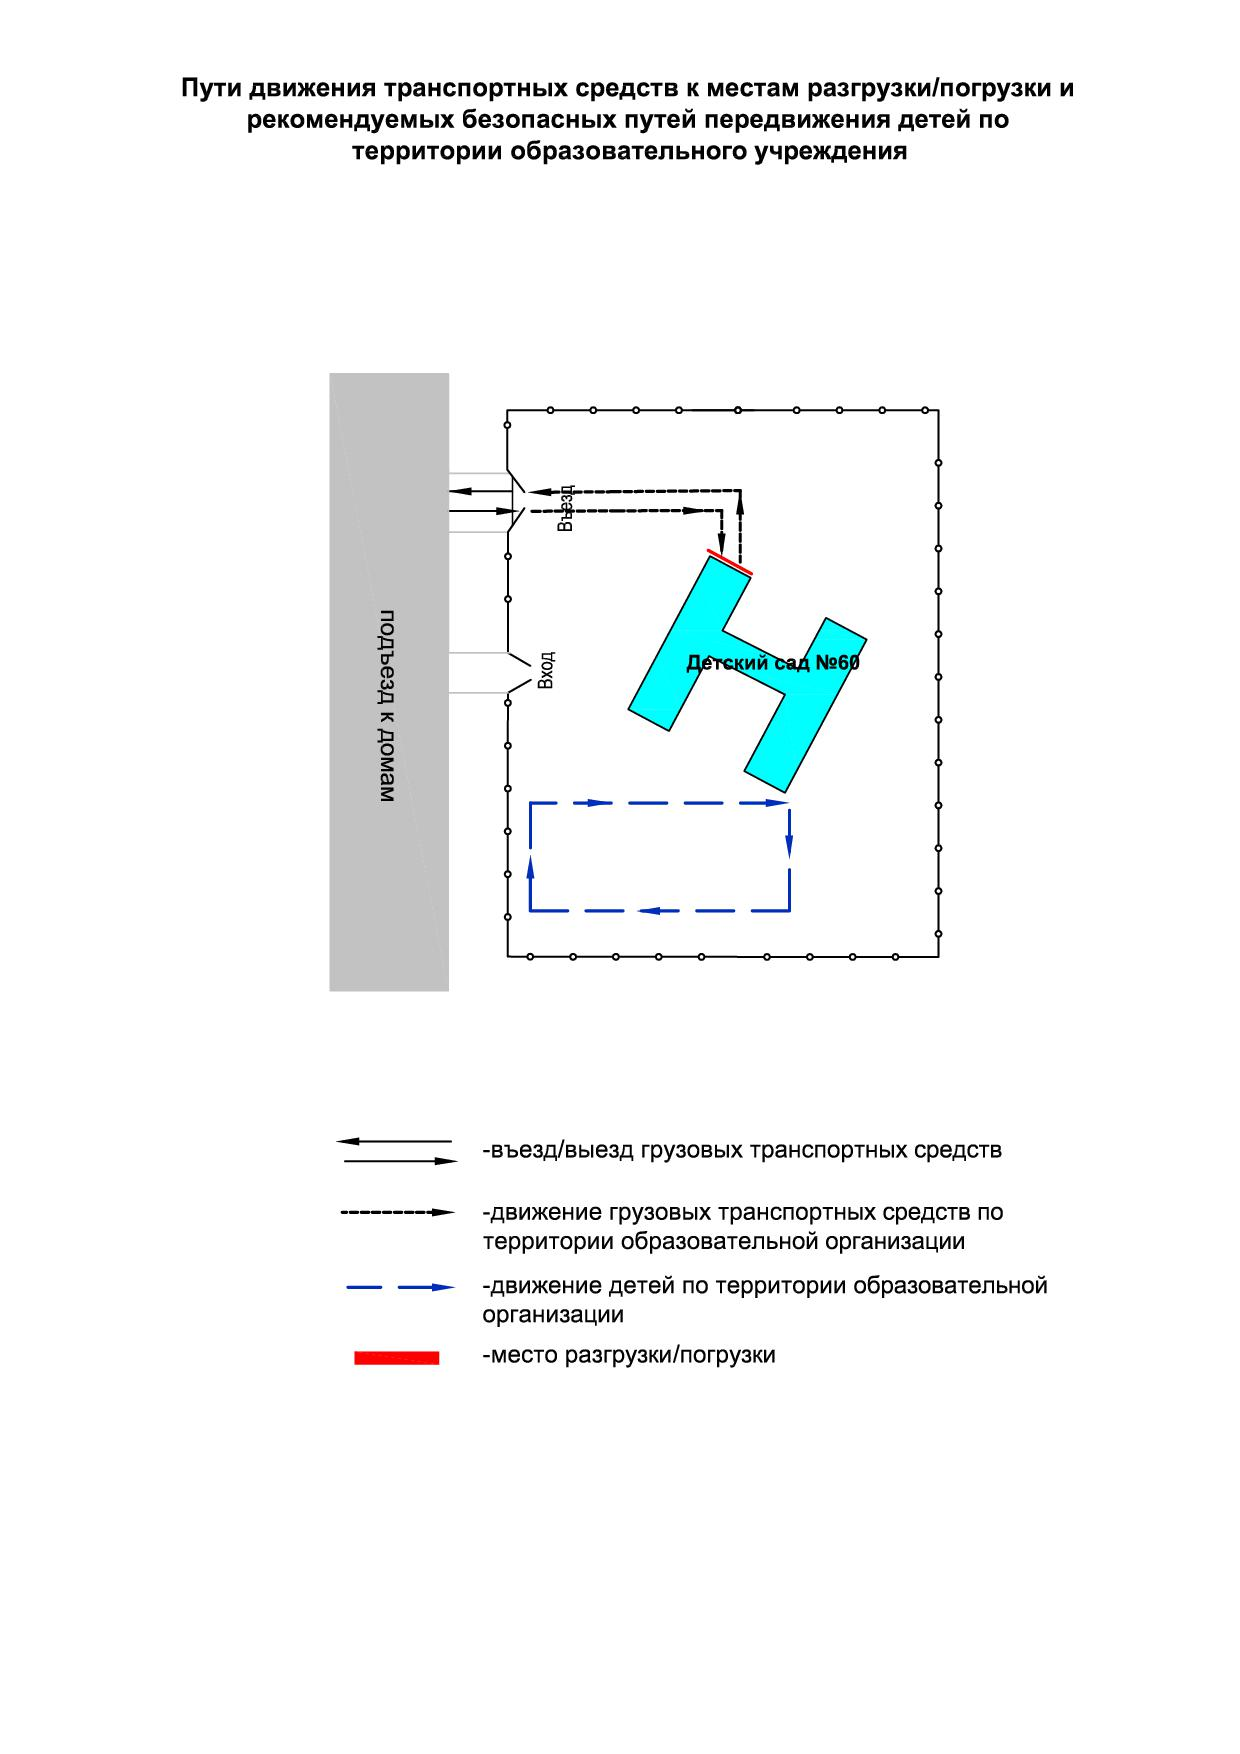 Пути движения транспортных средств к местам разгрузки/погрузки и
рекомендуемых безопасных путей передвижения детей по
территории образовательного учреждения
Въезд
Вход
подъезд к домам
Детский сад №60
-въезд/выезд грузовых транспортных средств
-движение грузовых транспортных средств по
территории образовательной организации
-движение детей по территории образовательной
организации
-место разгрузки/погрузки